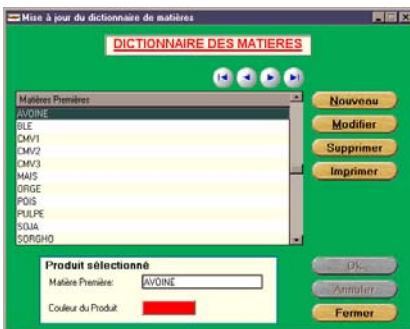 Mise à jour du dictionnaire de matières
DICTIONNAIRE DES MATIERES
Matières Premières
AVOINE
BLE
CMV1
CMV2
CMV3
MAIS
ORGE
POIS
PULPE
SOJA
SORGHO
Nouveau
Modifier
Supprimer
Imprimer
Produit sélectionné
Matière Première: AVOINE
Couleur du Produit
Ok
Annuler
Fermer